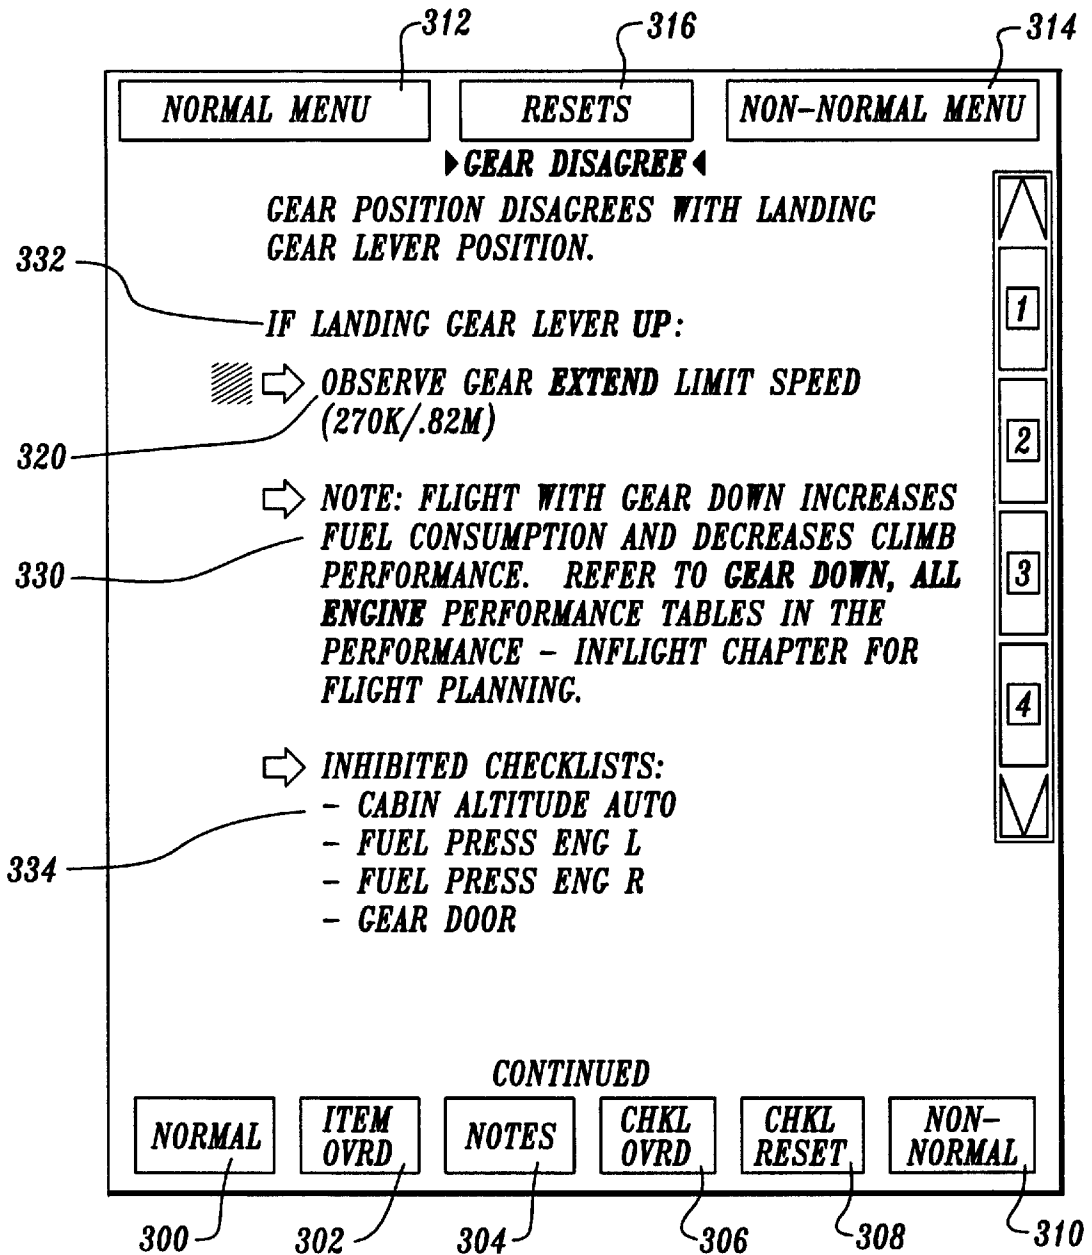 312
316
314
NORMAL MENU
RESETS
NON-NORMAL MENU
GEAR DISAGREE
GEAR POSITION DISAGREES WITH LANDING
GEAR LEVER POSITION.
332
IF LANDING GEAR LEVER UP:
1
OBSERVE GEAR EXTEND LIMIT SPEED
(270K/.82M)
320
2
NOTE: FLIGHT WITH GEAR DOWN INCREASES
FUEL CONSUMPTION AND DECREASES CLIMB
330
PERFORMANCE. REFER TO GEAR DOWN, ALL
3
ENGINE PERFORMANCE TABLES IN THE
PERFORMANCE - INFLIGHT CHAPTER FOR
FLIGHT PLANNING.
4
INHIBITED CHECKLISTS:
- CABIN ALTITUDE AUTO
- FUEL PRESS ENG L
334
- FUEL PRESS ENG R
- GEAR DOOR
CONTINUED
NORMAL
ITEM
OVRD
NOTES
CHKL
OVRD
CHKL
RESET
NON-
NORMAL
300
302
304
306
308
310